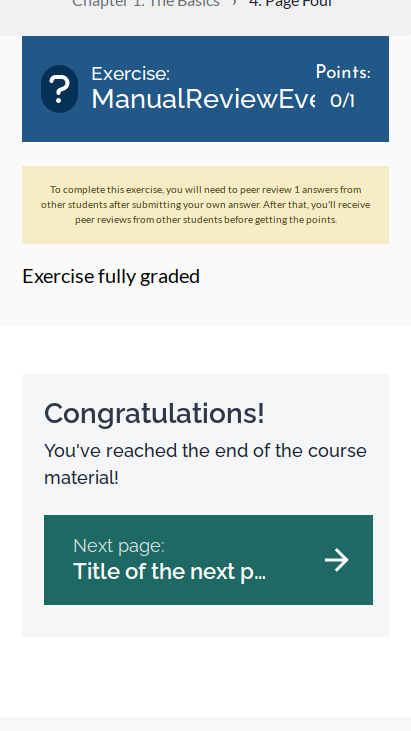 Chapter 1: The Basics › 4. Page Four
Exercise:
ManualReviewEve
Points:
0/1
To complete this exercise, you will need to peer review 1 answers from
other students after submitting your own answer. After that, you'll receive
peer reviews from other students before getting the points.
Exercise fully graded
Congratulations!
You've reached the end of the course
material!
Next page:
Title of the next p...